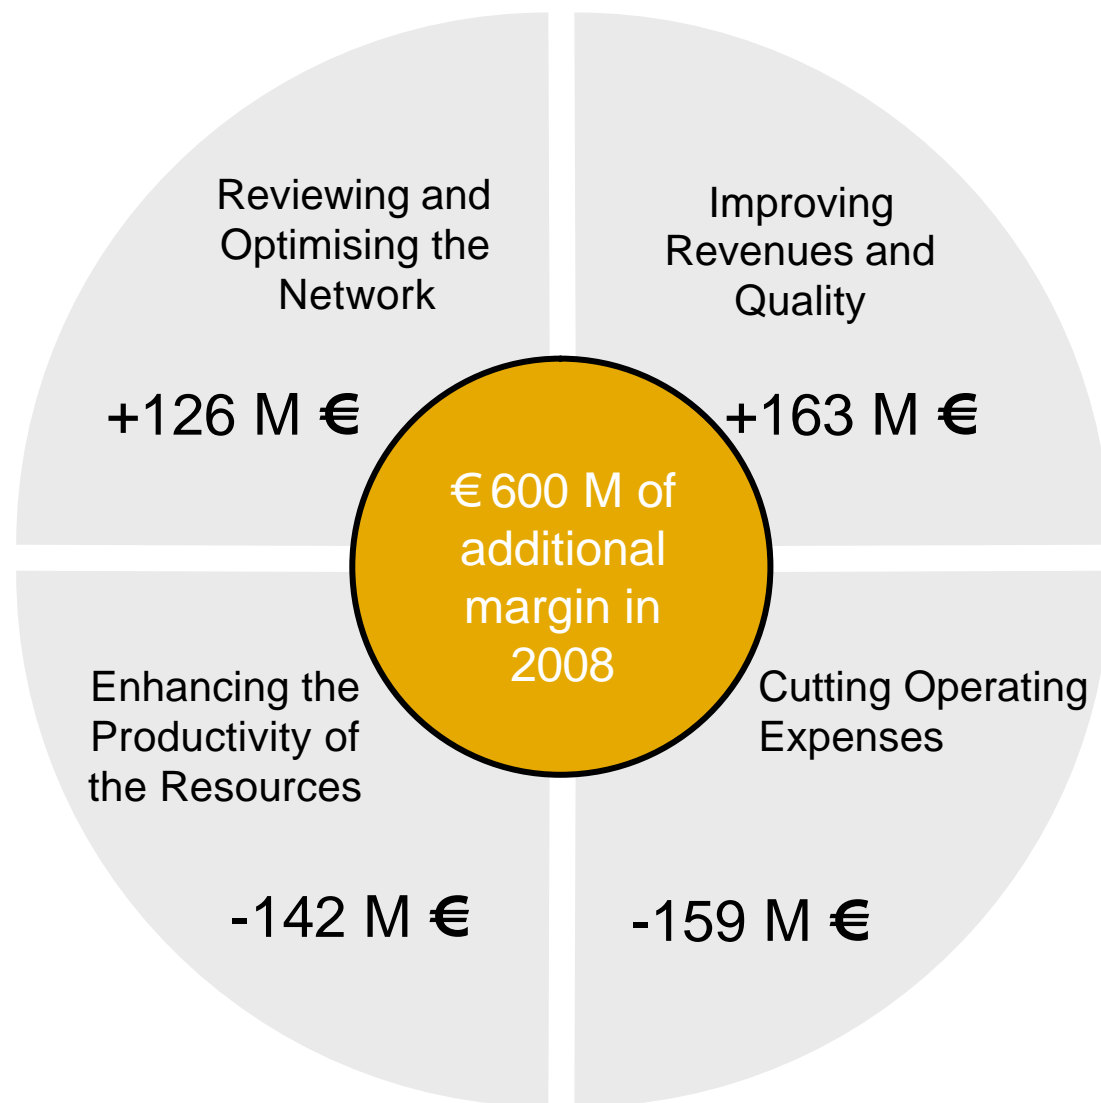 Reviewing and
Optimising the
Network
+126 M €
Improving
Revenues and
Quality
+163 M €
€ 600 M of
additional
margin in
2008
Enhancing the
Productivity of
the Resources
-142 M €
Cutting Operating
Expenses
-159 M €